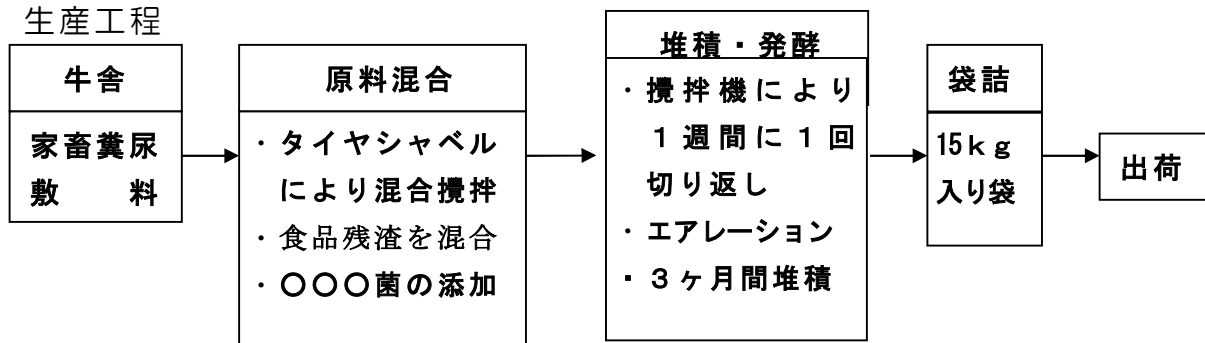 生産工程
牛舎
家畜糞尿
敷　　料
原料混合
・タイヤシャベル
により混合攪拌
・食品残渣を混合
・〇〇〇菌の添加
堆積・発酵
・攪拌機により
１週間に１回
切り返し
・エアレーション
・３ヶ月間堆積
袋詰
15ｋｇ
入り袋
出荷